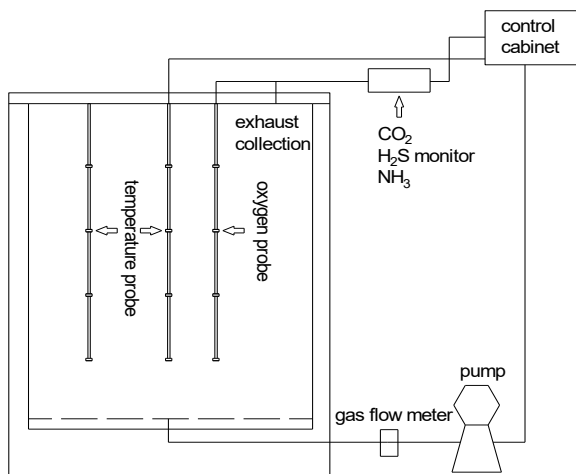 control
cabinet
exhaust
collection
CO₂
H₂S monitor
NH₃
temperature probe
oxygen probe
pump
gas flow meter